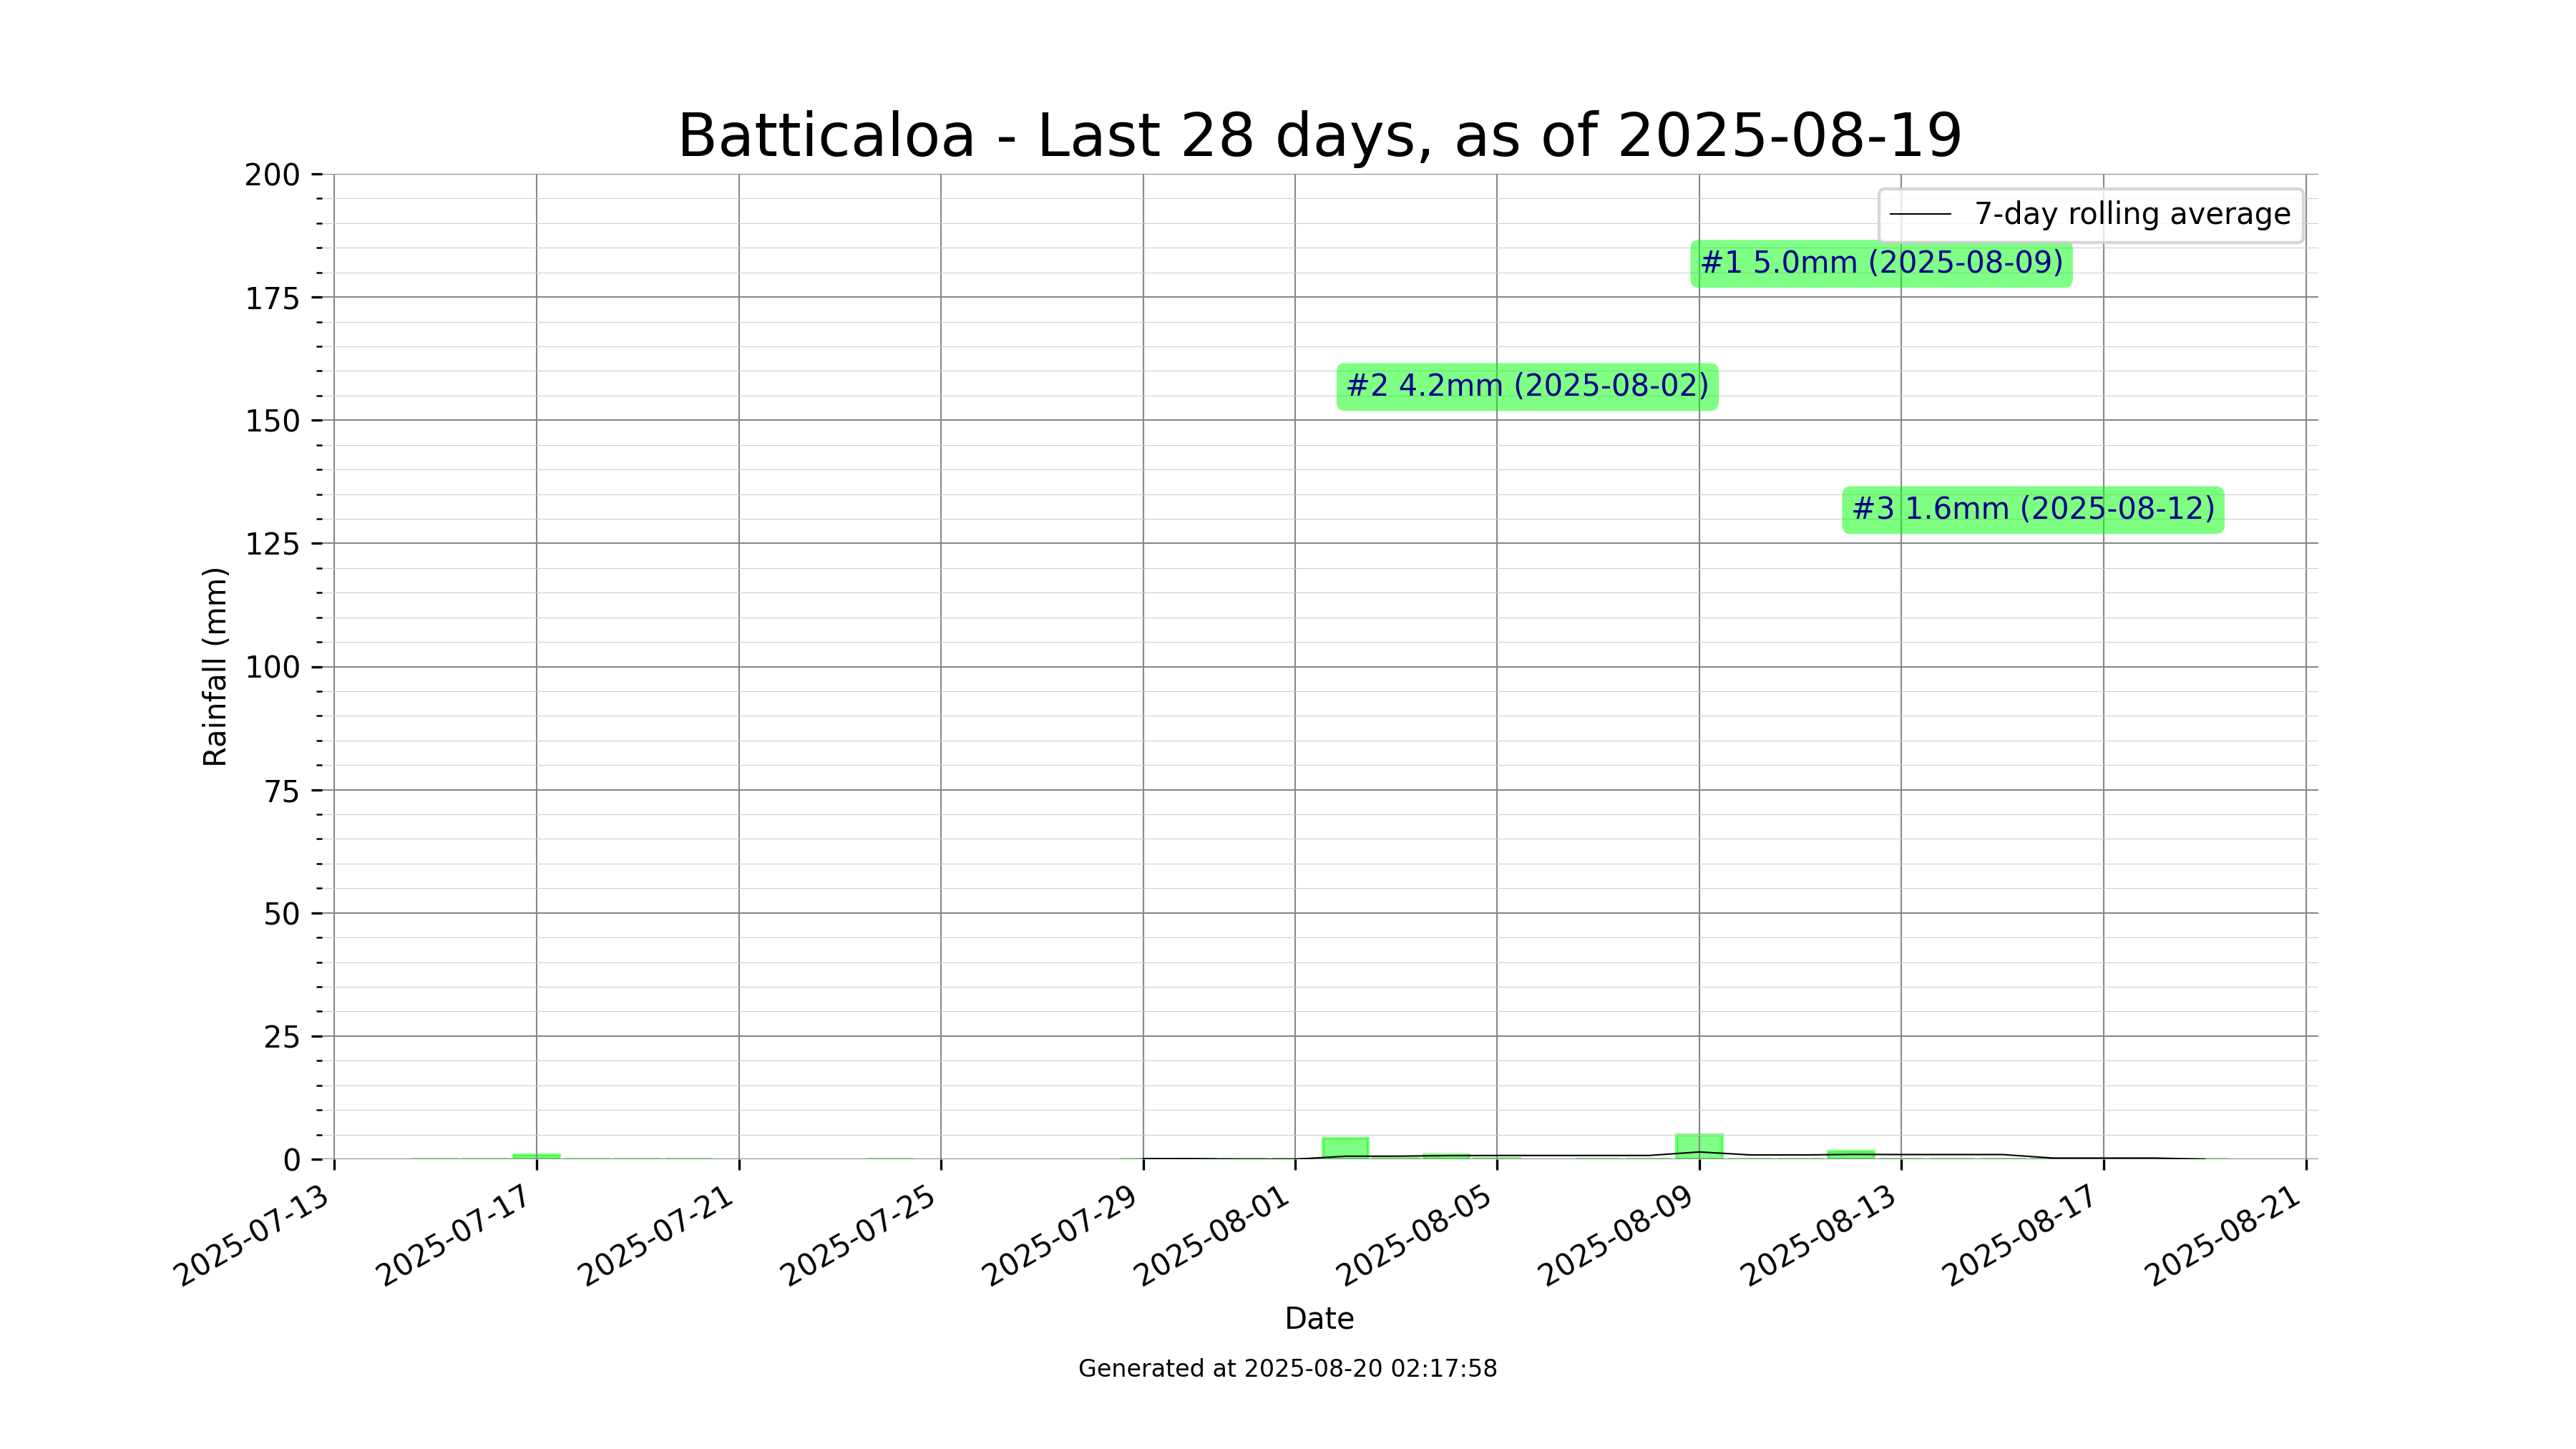 Batticaloa - Last 28 days, as of 2025-08-19
200
175
150
125
100
75
50
25
0
Rainfall (mm)
7-day rolling average
#1 5.0mm (2025-08-09)
#2 4.2mm (2025-08-02)
#3 1.6mm (2025-08-12)
2025-07-13
2025-07-17
2025-07-21
2025-07-25
2025-07-29
2025-08-01
2025-08-05
2025-08-09
2025-08-13
2025-08-17
2025-08-21
Date
Generated at 2025-08-20 02:17:58